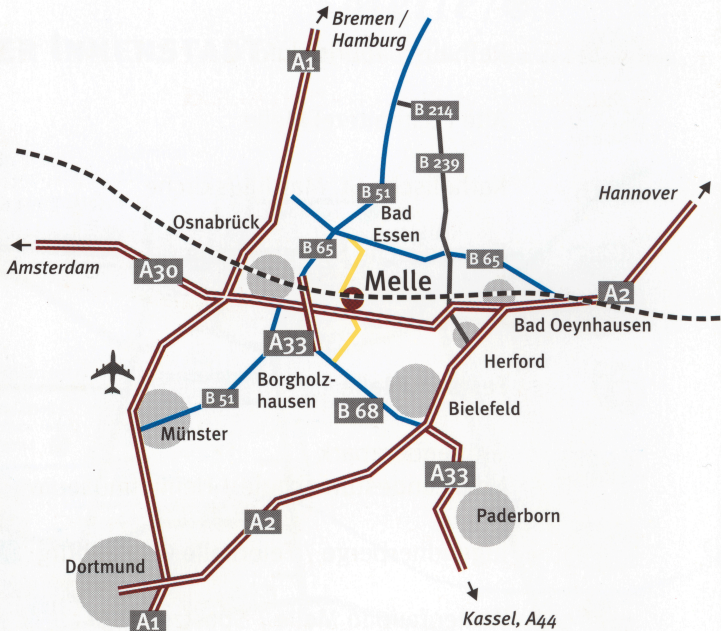 Bremen /
Hamburg
A1
B 214
B 239
B 51
Hannover
Osnabrück
Bad
Essen
B 65
B 65
Amsterdam
A30
Melle
A2
Bad Oeynhausen
A33
Herford
Borgholz-
hausen
B 51
B 68
Bielefeld
Münster
A33
A2
Paderborn
Dortmund
A1
Kassel, A44